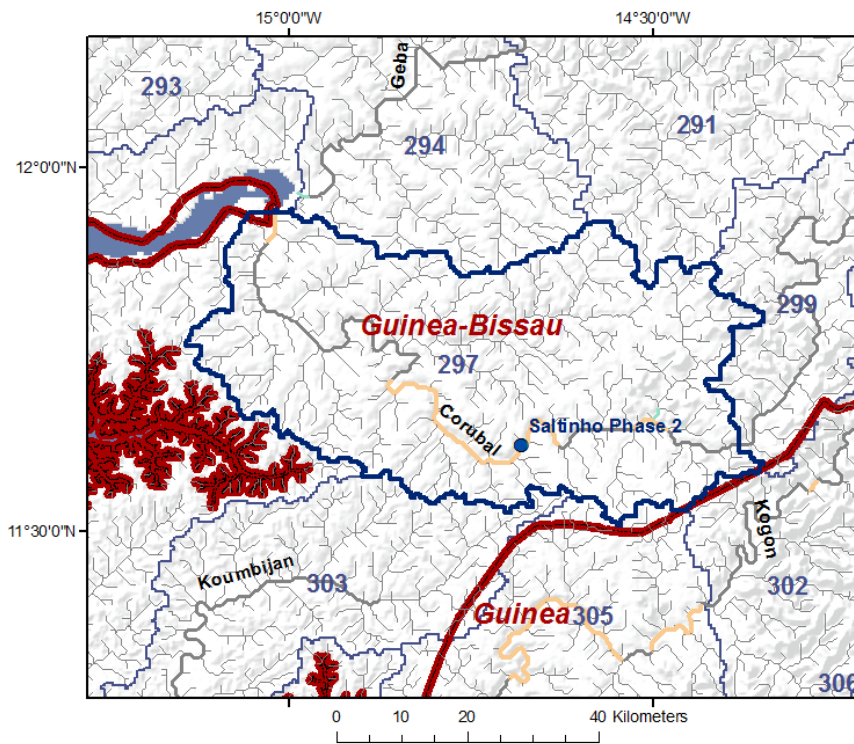 15°0'0"W 14°30'0"W
293
Geba
294
291
12°0'0"N
299
Guinea-Bissau
297
Corubal
Saltinho Phase 2
11°30'0"N
Kogon
Koumbijan
303
302
Guinea 305
306
0 10 20 40 Kilometers